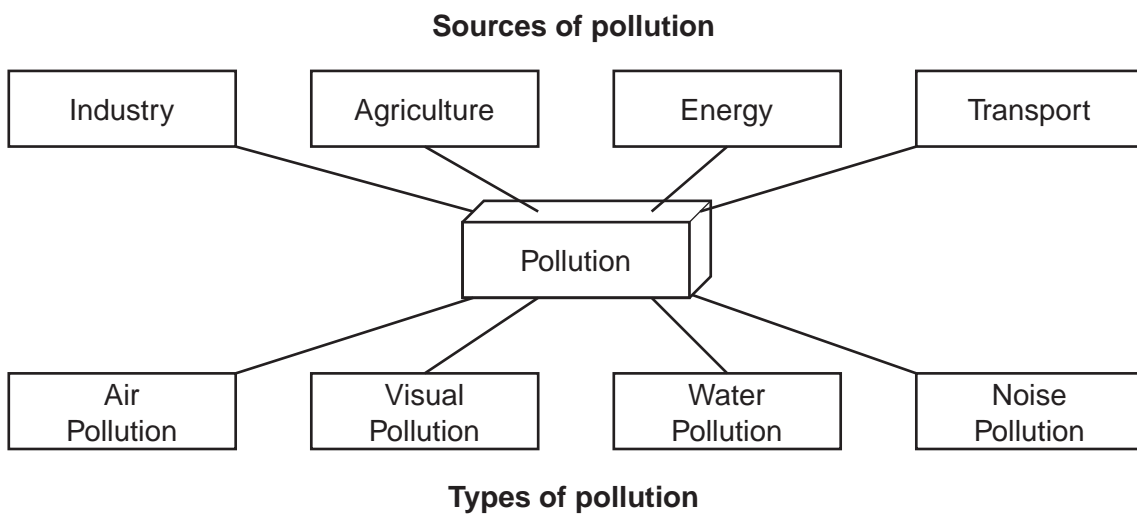 Sources of pollution
Industry
Agriculture
Energy
Transport
Pollution
Air
Pollution
Visual
Pollution
Water
Pollution
Noise
Pollution
Types of pollution